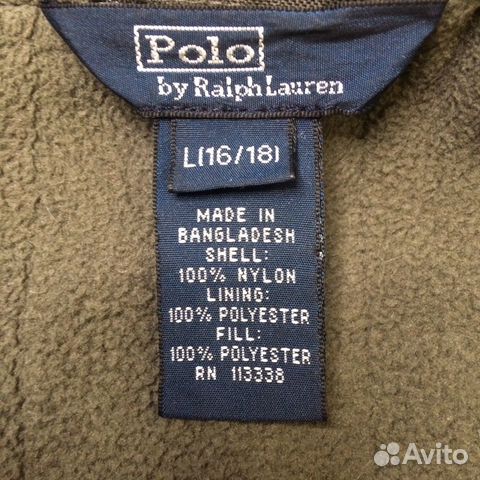 Polo
by Ralph Lauren
L(16/18)
MADE IN
BANGLADESH
SHELL:
100% NYLON
LINING:
100% POLYESTER
FILL:
100% POLYESTER
RN 113338
Avito